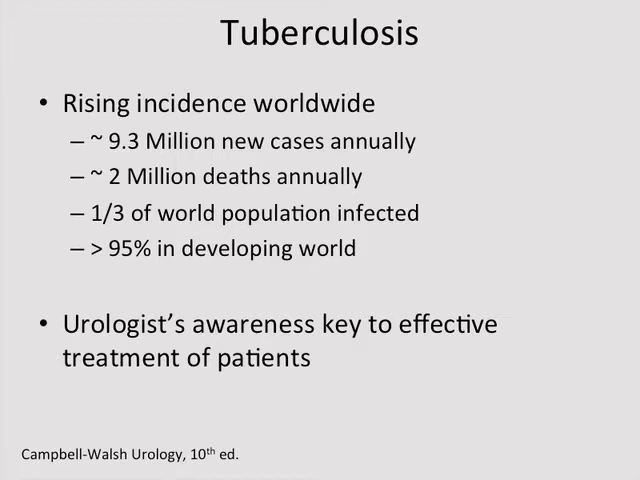 Tuberculosis
• Rising incidence worldwide
– ~ 9.3 Million new cases annually
– ~ 2 Million deaths annually
– 1/3 of world population infected
– > 95% in developing world
• Urologist's awareness key to effective
treatment of patients
Campbell-Walsh Urology, 10th ed.